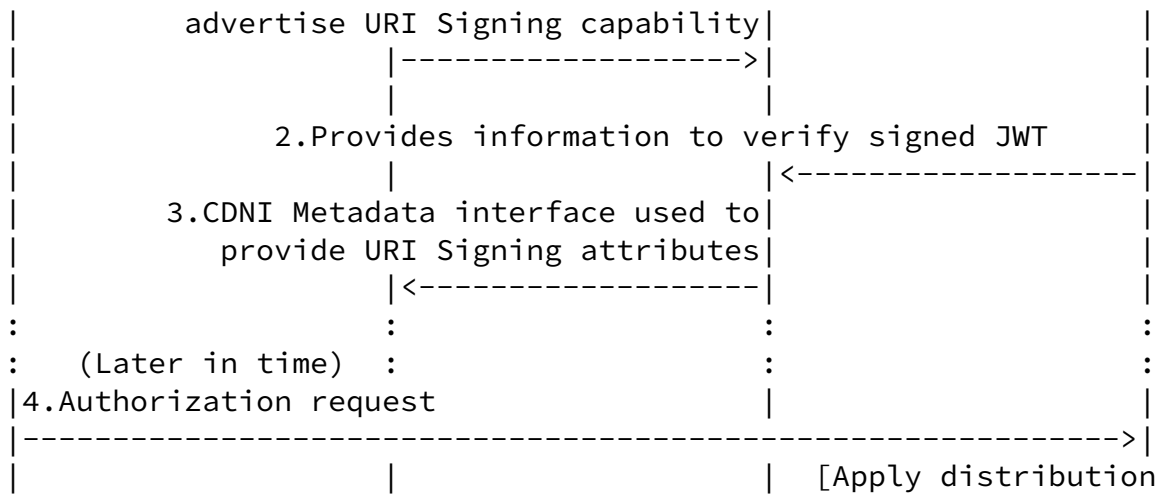 |         advertise URI Signing capability|                    |
|                    |------------------->|                    |
|                    |                    |                    |
|              2.Provides information to verify signed JWT     |
|                    |                    |<-------------------|
|        3.CDNI Metadata interface used to|                    |
|           provide URI Signing attributes|                    |
|                    |<-------------------|                    |
:                    :                    :                    :
:   (Later in time)  :                    :                    :
|4.Authorization request                  |                    |
|------------------------------------------------------------->|
|                    |                    |  [Apply distribution